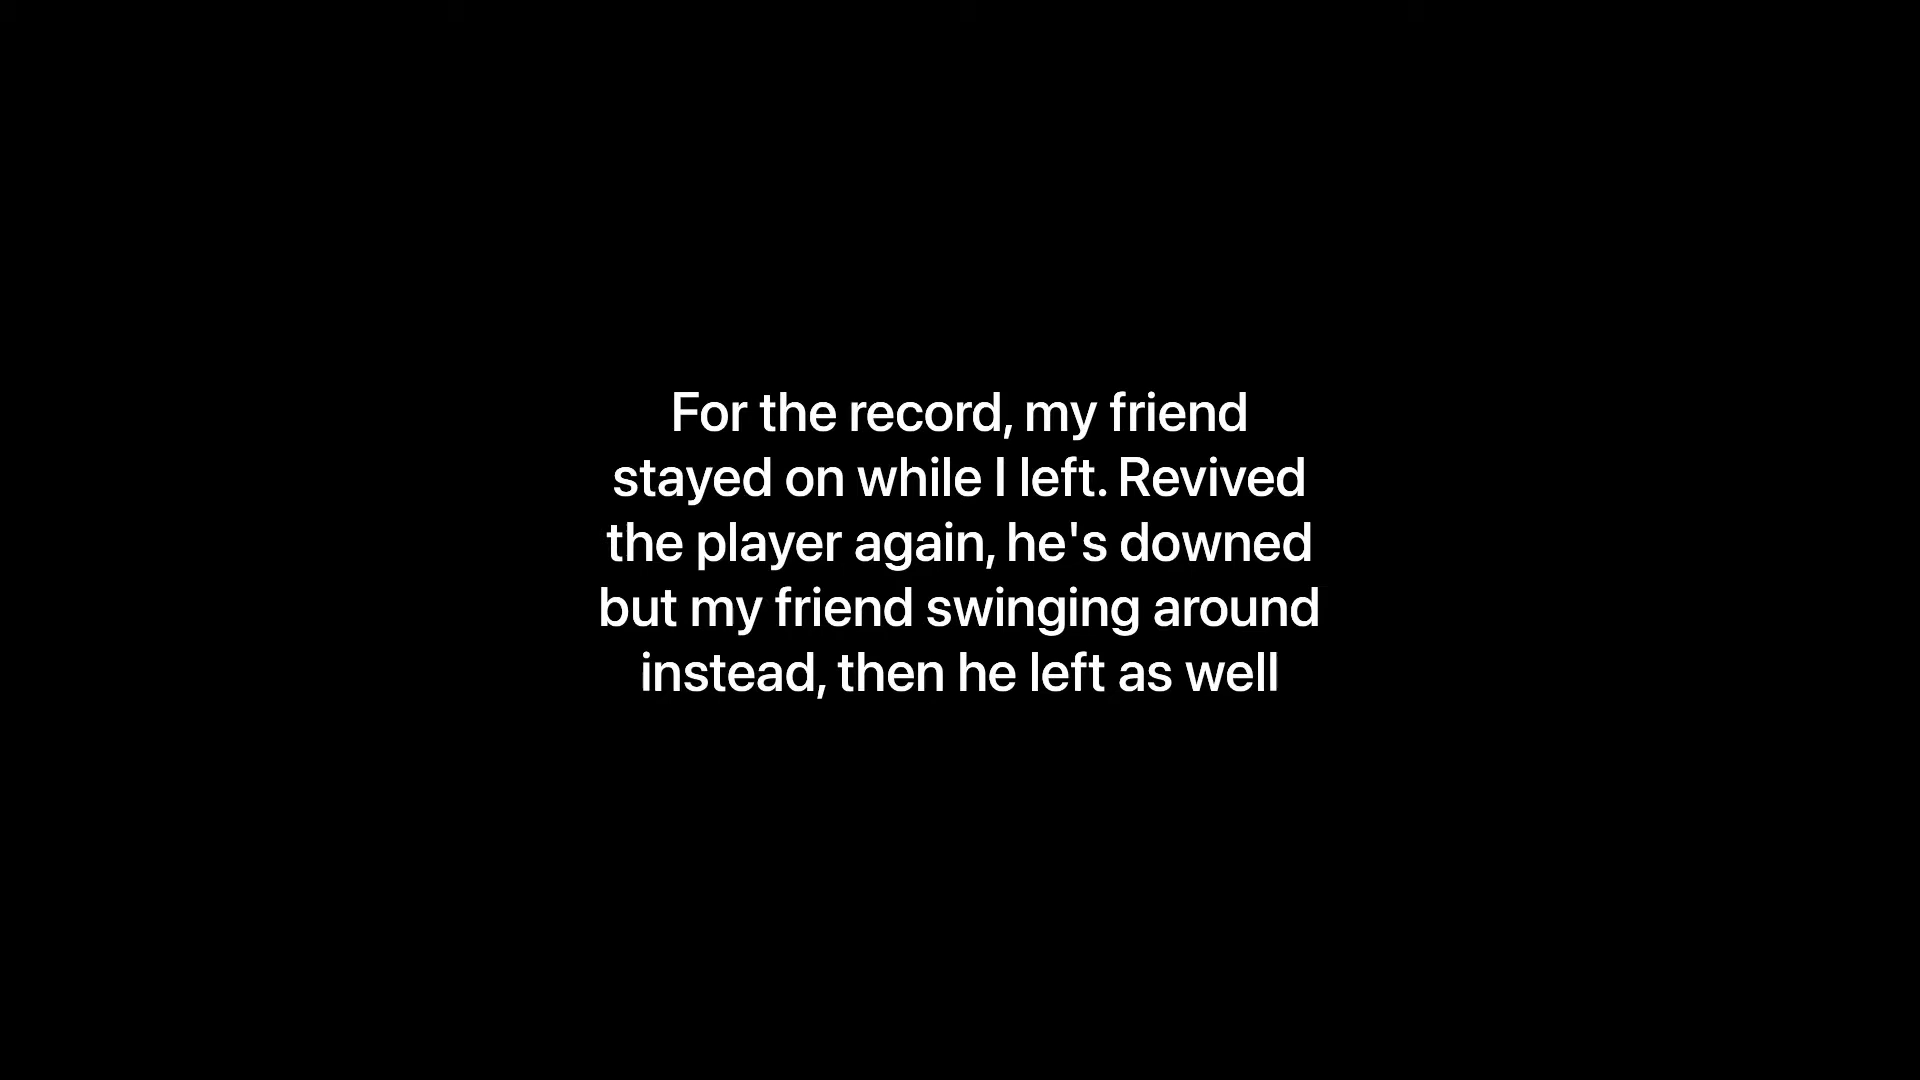 For the record, my friend
stayed on while I left. Revived
the player again, he's downed
but my friend swinging around
instead, then he left as well